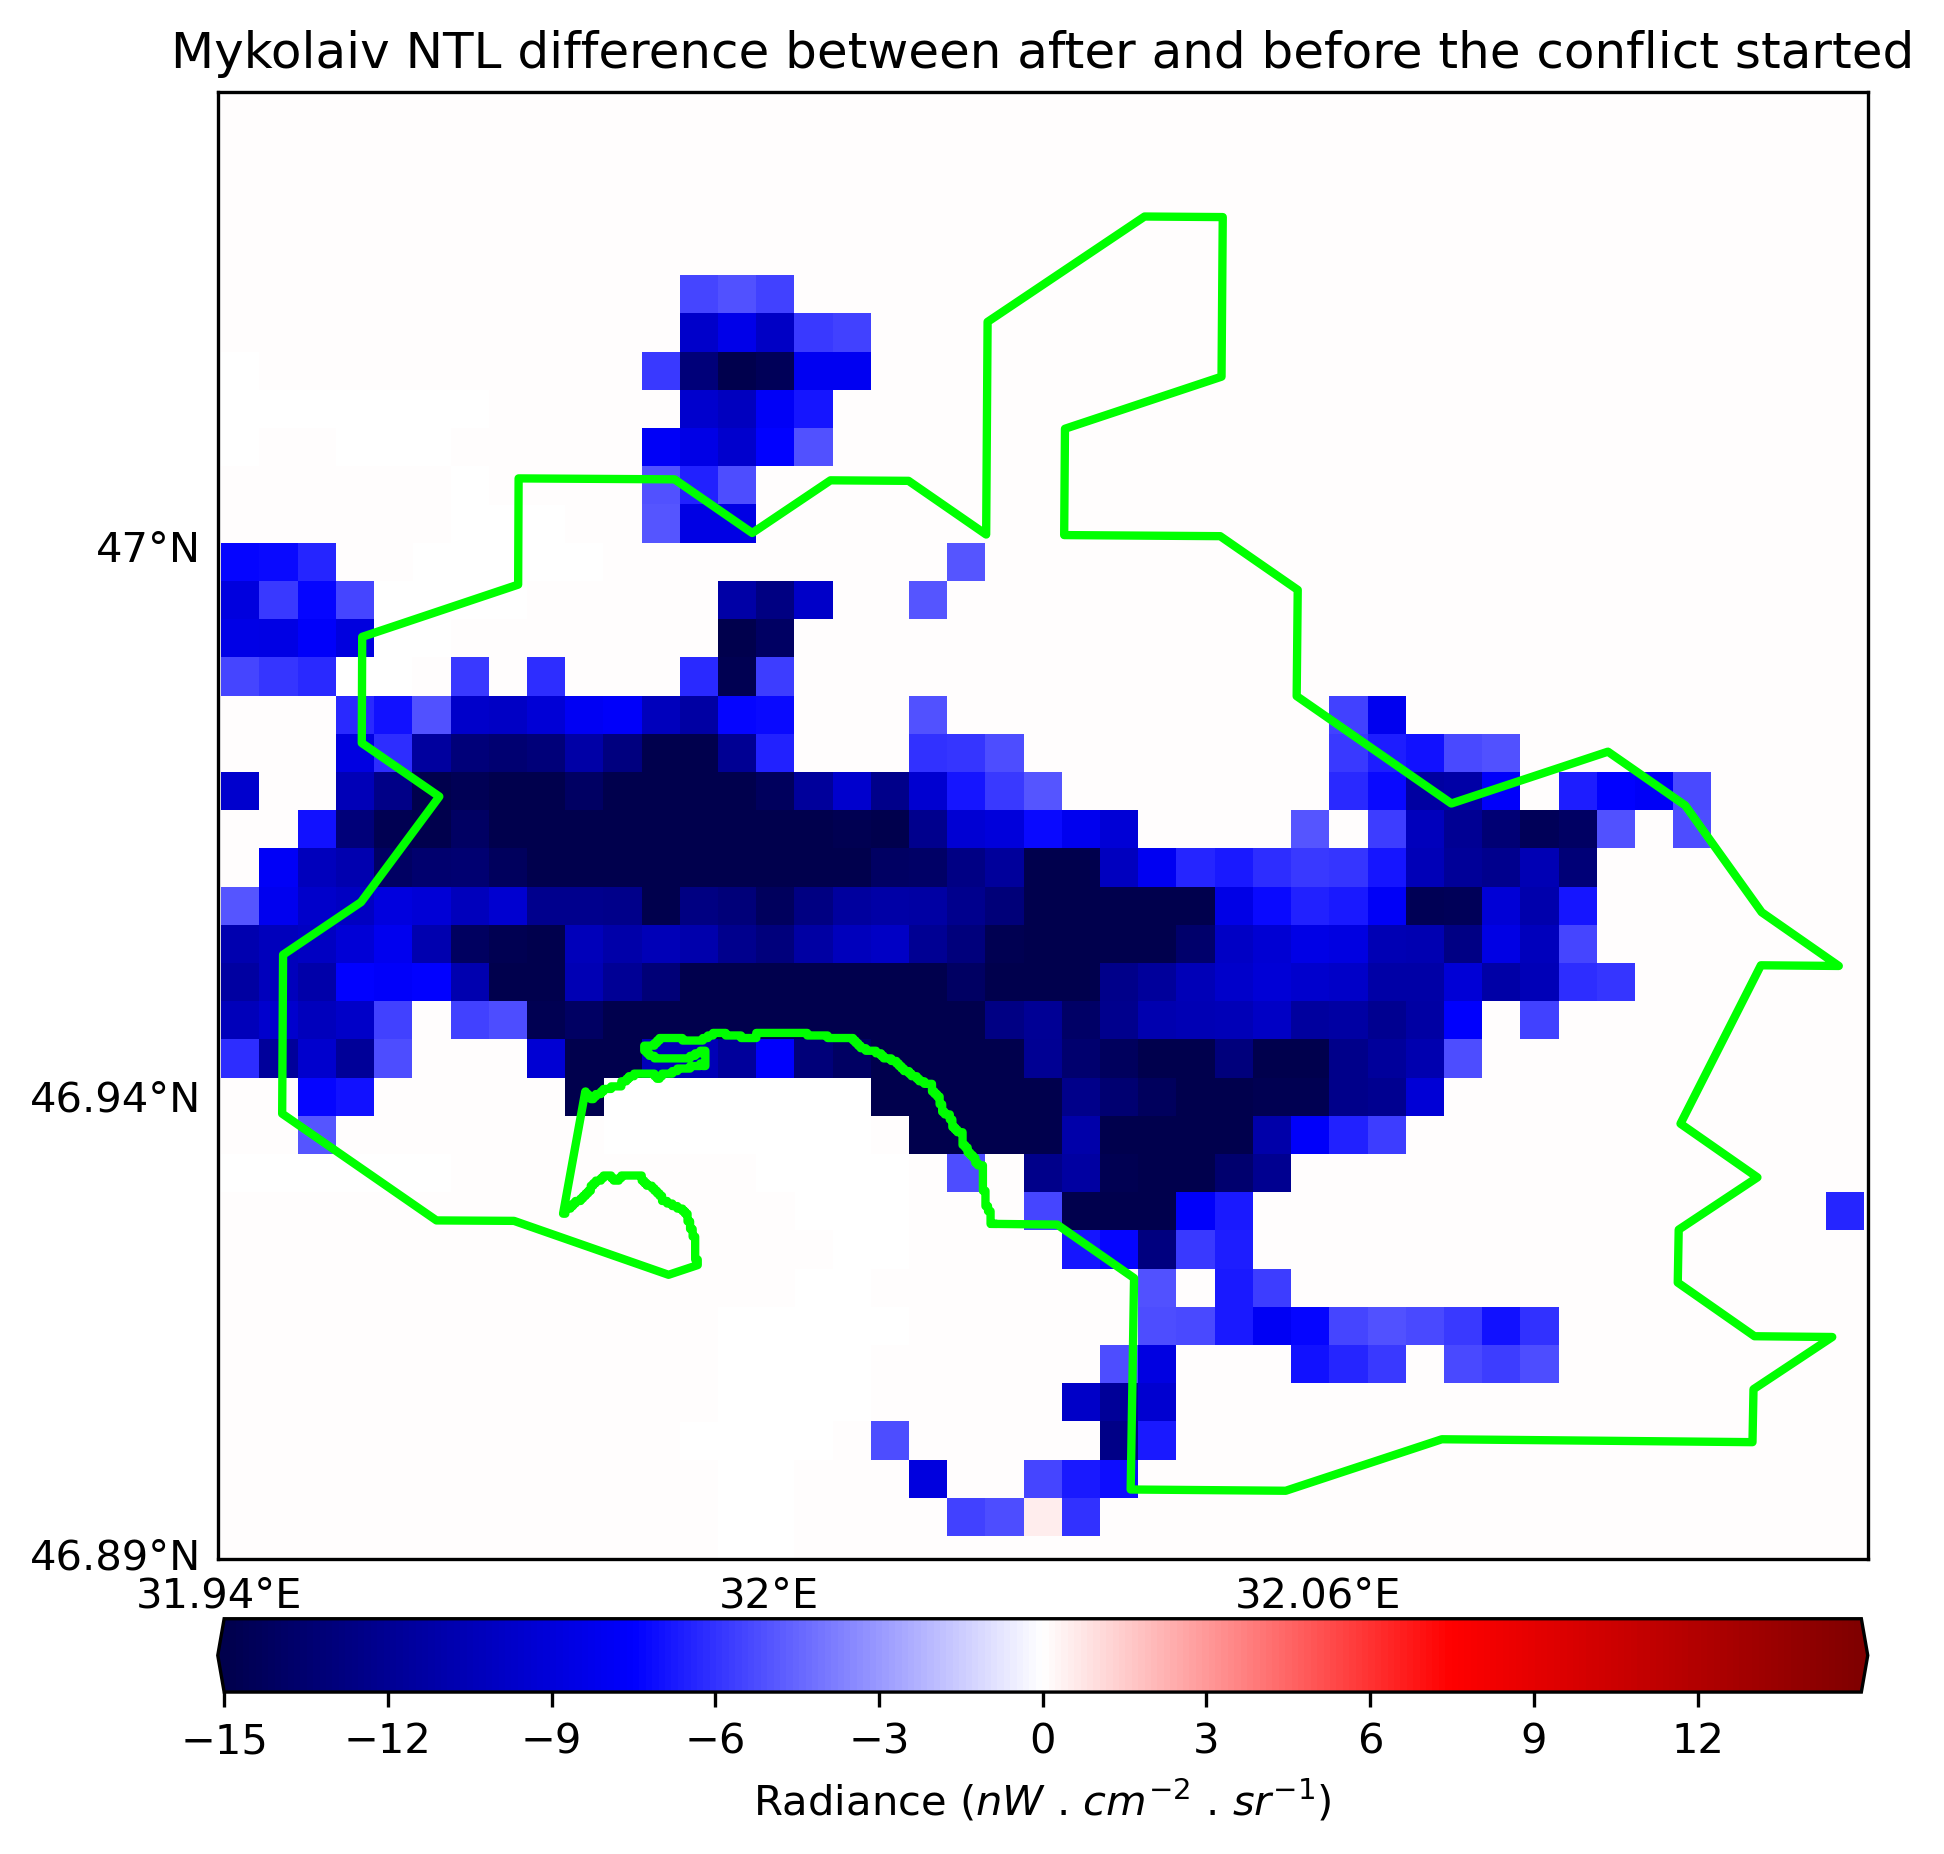 Mykolaiv NTL difference between after and before the conflict started
47°N
46.94°N
46.89°N
31.94°E 32°E 32.06°E
−15 −12 −9 −6 −3 0 3 6 9 12
Radiance (nW . cm⁻² . sr⁻¹)